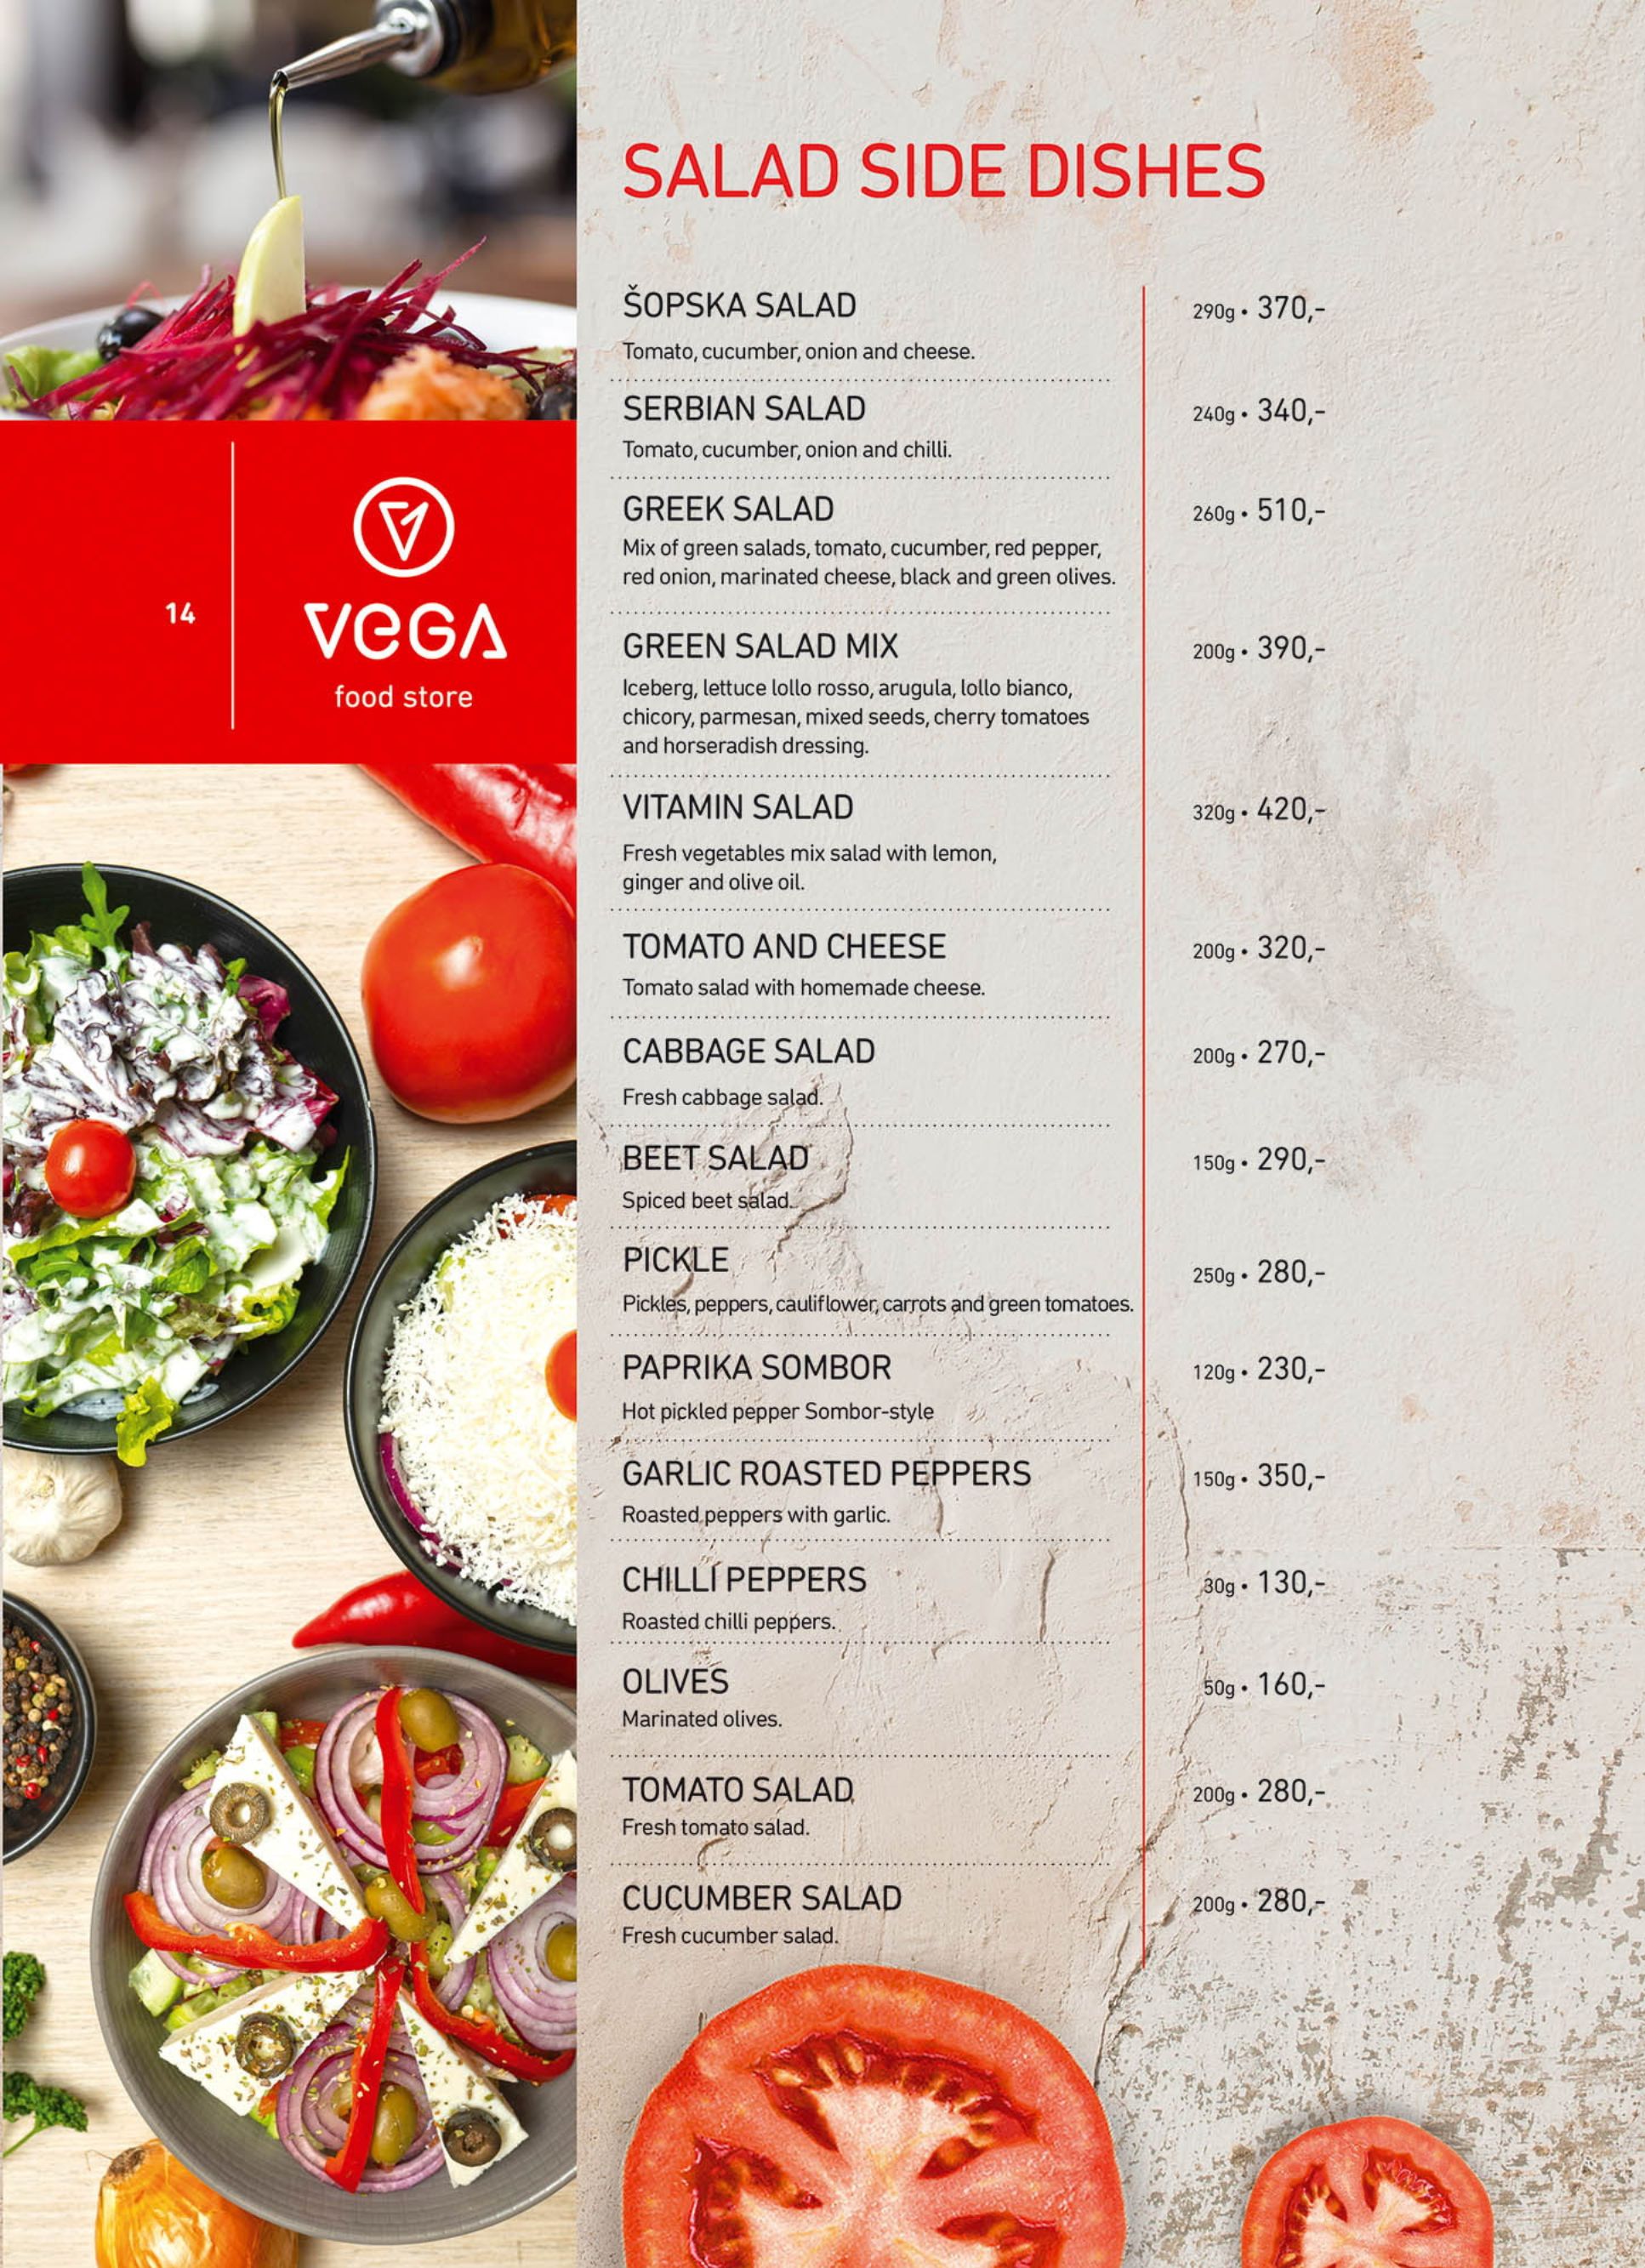 SALAD SIDE DISHES
ŠOPSKA SALAD
290g • 370,-
Tomato, cucumber, onion and cheese.
SERBIAN SALAD
240g • 340,-
Tomato, cucumber, onion and chilli.
GREEK SALAD
260g • 510,-
Mix of green salads, tomato, cucumber, red pepper,
red onion, marinated cheese, black and green olives.
14
VEGA
food store
GREEN SALAD MIX
200g • 390,-
Iceberg, lettuce lollo rosso, arugula, lollo bianco,
chicory, parmesan, mixed seeds, cherry tomatoes
and horseradish dressing.
VITAMIN SALAD
320g • 420,-
Fresh vegetables mix salad with lemon,
ginger and olive oil.
TOMATO AND CHEESE
200g • 320,-
Tomato salad with homemade cheese.
CABBAGE SALAD
200g • 270,-
Fresh cabbage salad.
BEET SALAD
150g • 290,-
Spiced beet salad.
PICKLE
250g • 280,-
Pickles, peppers, cauliflower, carrots and green tomatoes.
PAPRIKA SOMBOR
120g • 230,-
Hot pickled pepper Sombor-style
GARLIC ROASTED PEPPERS
150g • 350,-
Roasted peppers with garlic.
CHILLI PEPPERS
30g • 130,-
Roasted chilli peppers.
OLIVES
50g • 160,-
Marinated olives.
TOMATO SALAD
200g • 280,-
Fresh tomato salad.
CUCUMBER SALAD
200g • 280,-
Fresh cucumber salad.